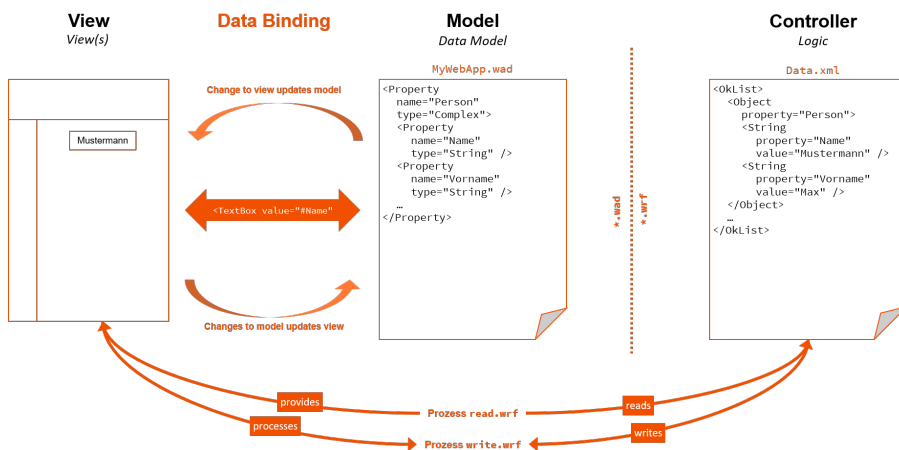 View
View(s)
Data Binding
Model
Data Model
Controller
Logic
MyWebApp.wad
Data.xml
Mustermann
Change to view updates model
<TextBox value="#Name"
Changes to model updates view
<Property
name="Person"
type="Complex">
<Property
name="Name"
type="String" />
<Property
name="Vorname"
type="String" />
…
</Property>
*.wad
*.wrf
<OkList>
<Object
property="Person">
<String
property="Name"
value="Mustermann" />
<String
property="Vorname"
value="Max" />
</Object>
…
</OkList>
provides
Prozess read.wrf
reads
processes
Prozess write.wrf
writes